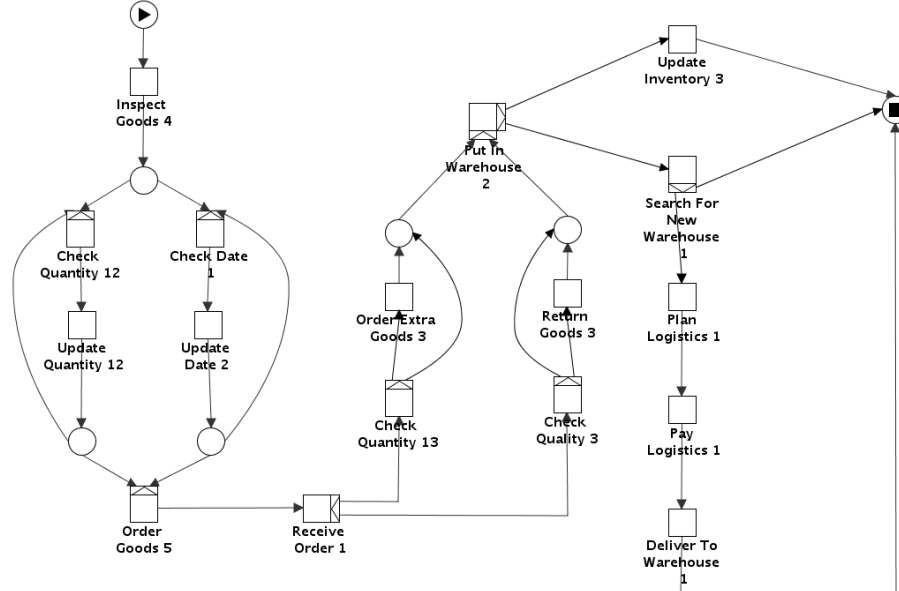 Inspect
Goods 4
Check
Quantity 12
Check Date
1
Update
Quantity 12
Update
Date 2
Order
Goods 5
Receive
Order 1
Check
Quantity 13
Order Extra
Goods 3
Check
Quality 3
Return
Goods 3
Put In
Warehouse
2
Update
Inventory 3
Search For
New
Warehouse
1
Plan
Logistics 1
Pay
Logistics 1
Deliver To
Warehouse
1